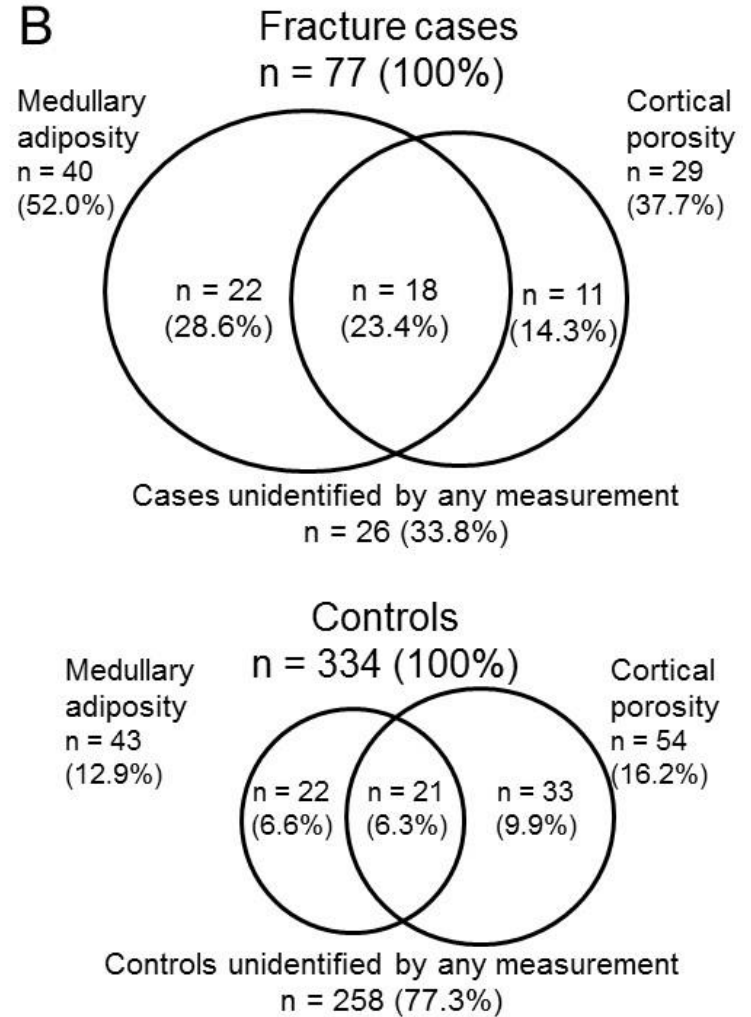 B
Fracture cases
n = 77 (100%)
Medullary
adiposity
n = 40
(52.0%)
Cortical
porosity
n = 29
(37.7%)
n = 22
(28.6%)
n = 18
(23.4%)
n = 11
(14.3%)
Cases unidentified by any measurement
n = 26 (33.8%)
Controls
n = 334 (100%)
Medullary
adiposity
n = 43
(12.9%)
Cortical
porosity
n = 54
(16.2%)
n = 22
(6.6%)
n = 21
(6.3%)
n = 33
(9.9%)
Controls unidentified by any measurement
n = 258 (77.3%)